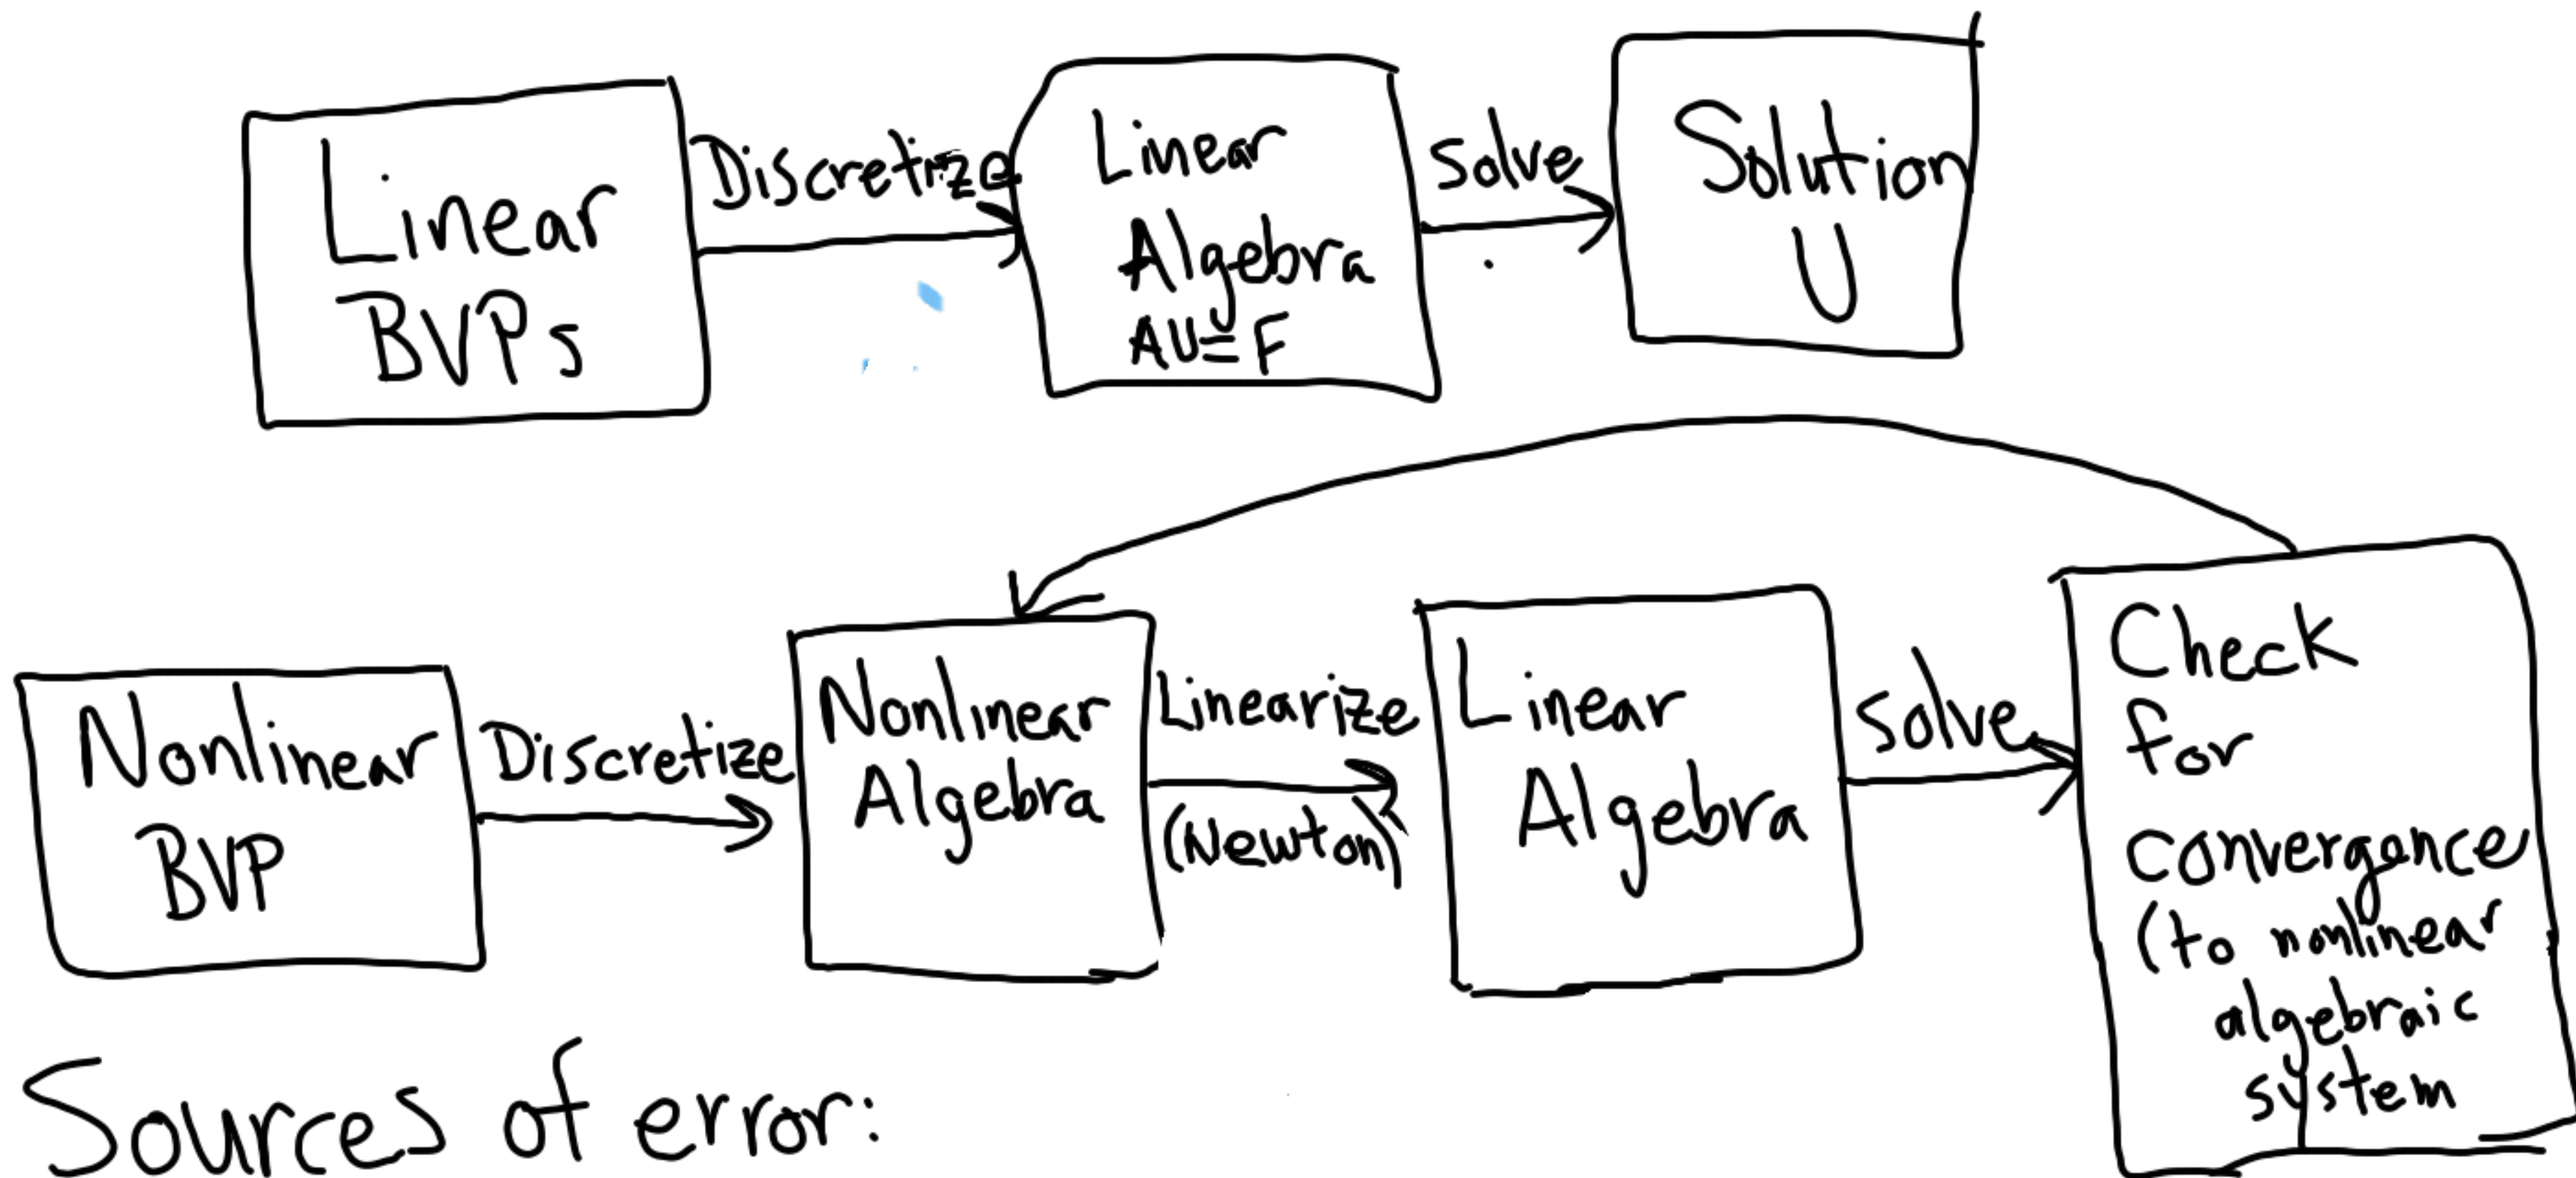 Linear
BVPs
Discretize
Linear
Algebra
AU=F
Solve
Solution
U
Nonlinear
BVP
Discretize
Nonlinear
Algebra
Linearize
(Newton)
Linear
Algebra
Solve
Check
for
convergence
(to nonlinear
algebraic
system
Sources of error: